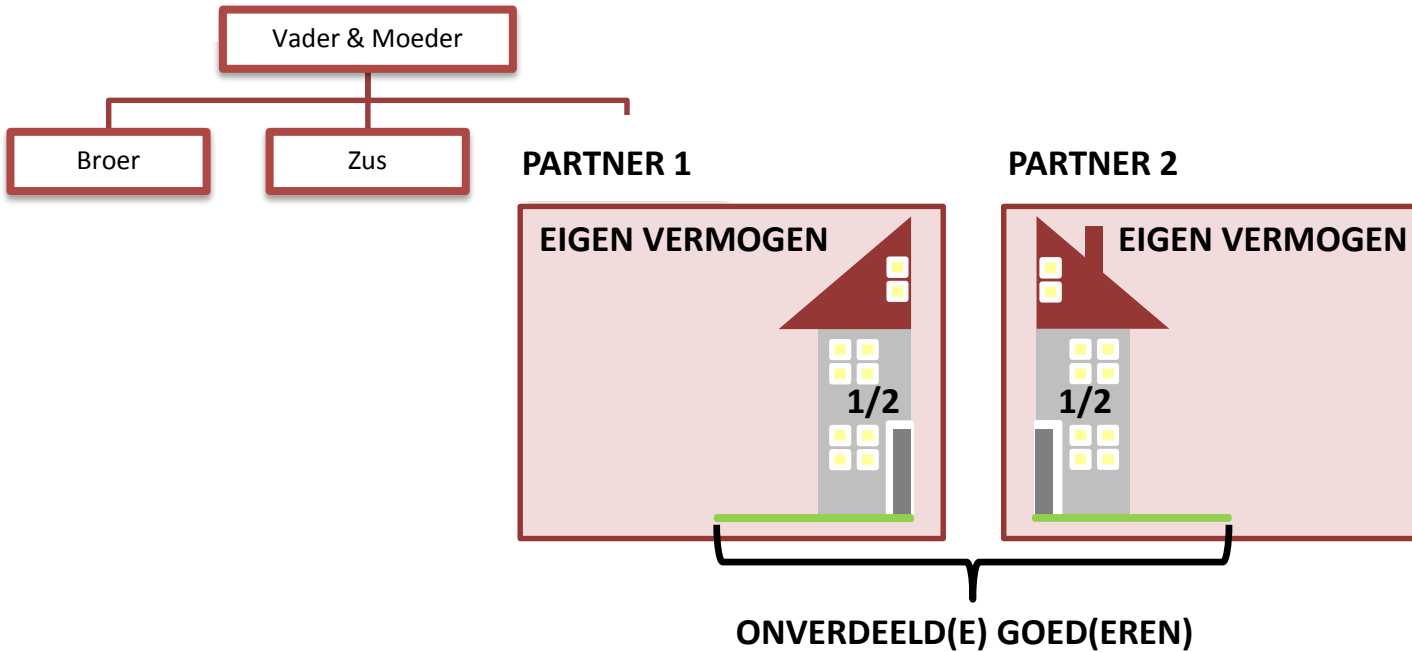 Vader & Moeder
Broer
Zus
PARTNER 1
PARTNER 2
EIGEN VERMOGEN
EIGEN VERMOGEN
1/2
1/2
ONVERDEELD(E) GOED(EREN)